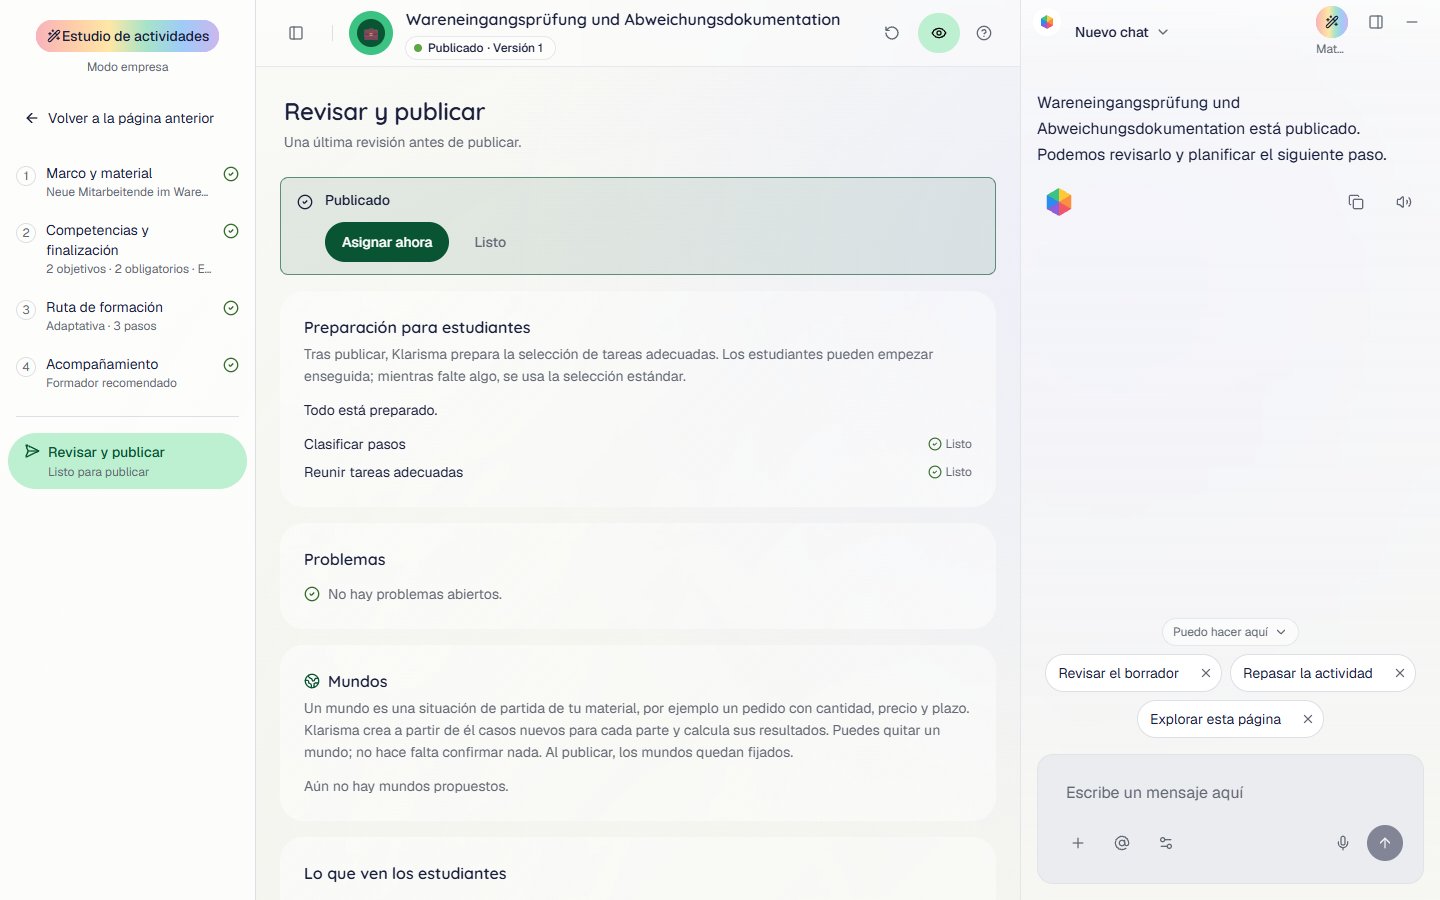 Estudio de actividades
Modo empresa
Volver a la página anterior
1
Marco y material
Neue Mitarbeitende im Ware...
2
Competencias y
finalización
2 objetivos · 2 obligatorios · E...
3
Ruta de formación
Adaptativa · 3 pasos
4
Acompañamiento
Formador recomendado
Revisar y publicar
Listo para publicar
Wareneingangsprüfung und Abweichungsdokumentation
Publicado · Versión 1
Revisar y publicar
Una última revisión antes de publicar.
Publicado
Asignar ahora
Listo
Preparación para estudiantes
Tras publicar, Klarisma prepara la selección de tareas adecuadas. Los estudiantes pueden empezar
enseguida; mientras falte algo, se usa la selección estándar.
Todo está preparado.
Clasificar pasos
Listo
Reunir tareas adecuadas
Listo
Problemas
No hay problemas abiertos.
Mundos
Un mundo es una situación de partida de tu material, por ejemplo un pedido con cantidad, precio y plazo.
Klarisma crea a partir de él casos nuevos para cada parte y calcula sus resultados. Puedes quitar un
mundo; no hace falta confirmar nada. Al publicar, los mundos quedan fijados.
Aún no hay mundos propuestos.
Lo que ven los estudiantes
Nuevo chat
Mat...
Wareneingangsprüfung und
Abweichungsdokumentation está publicado.
Podemos revisarlo y planificar el siguiente paso.
Puedo hacer aquí
Revisar el borrador
Repasar la actividad
Explorar esta página
Escribe un mensaje aquí